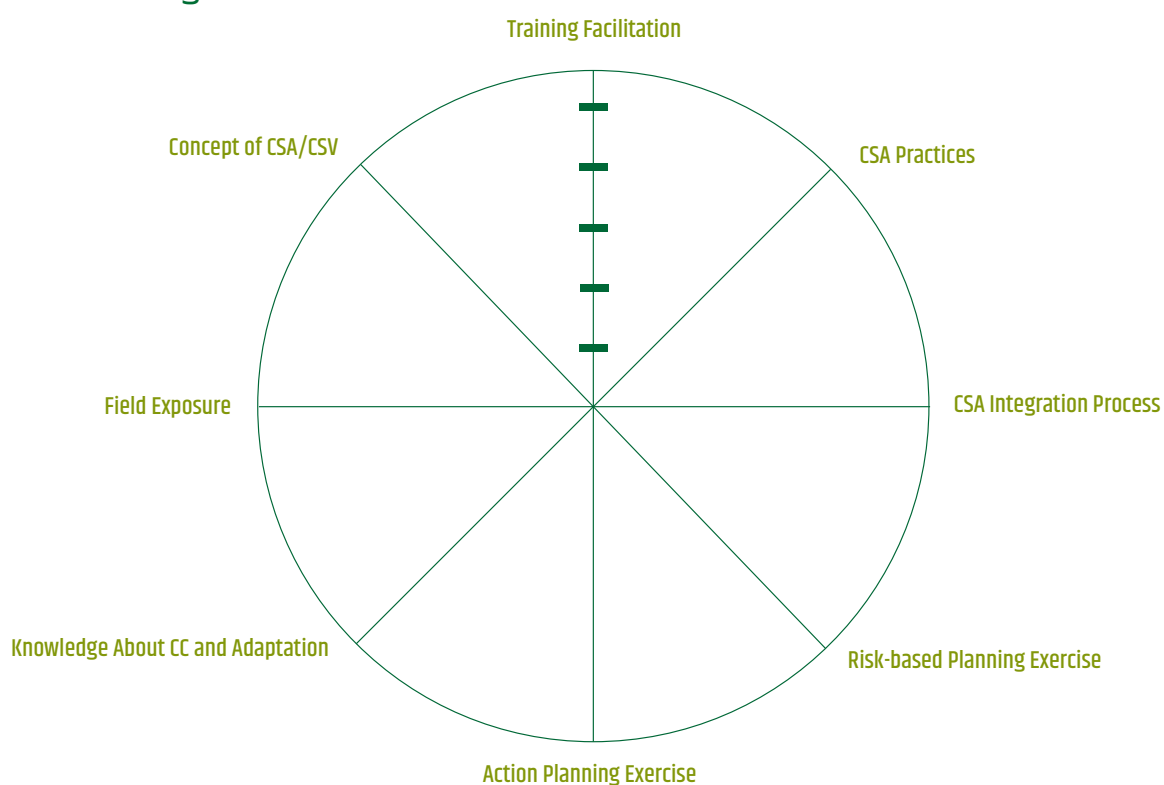 Training Facilitation
Concept of CSA/CSV
CSA Practices
Field Exposure
CSA Integration Process
Knowledge About CC and Adaptation
Risk-based Planning Exercise
Action Planning Exercise